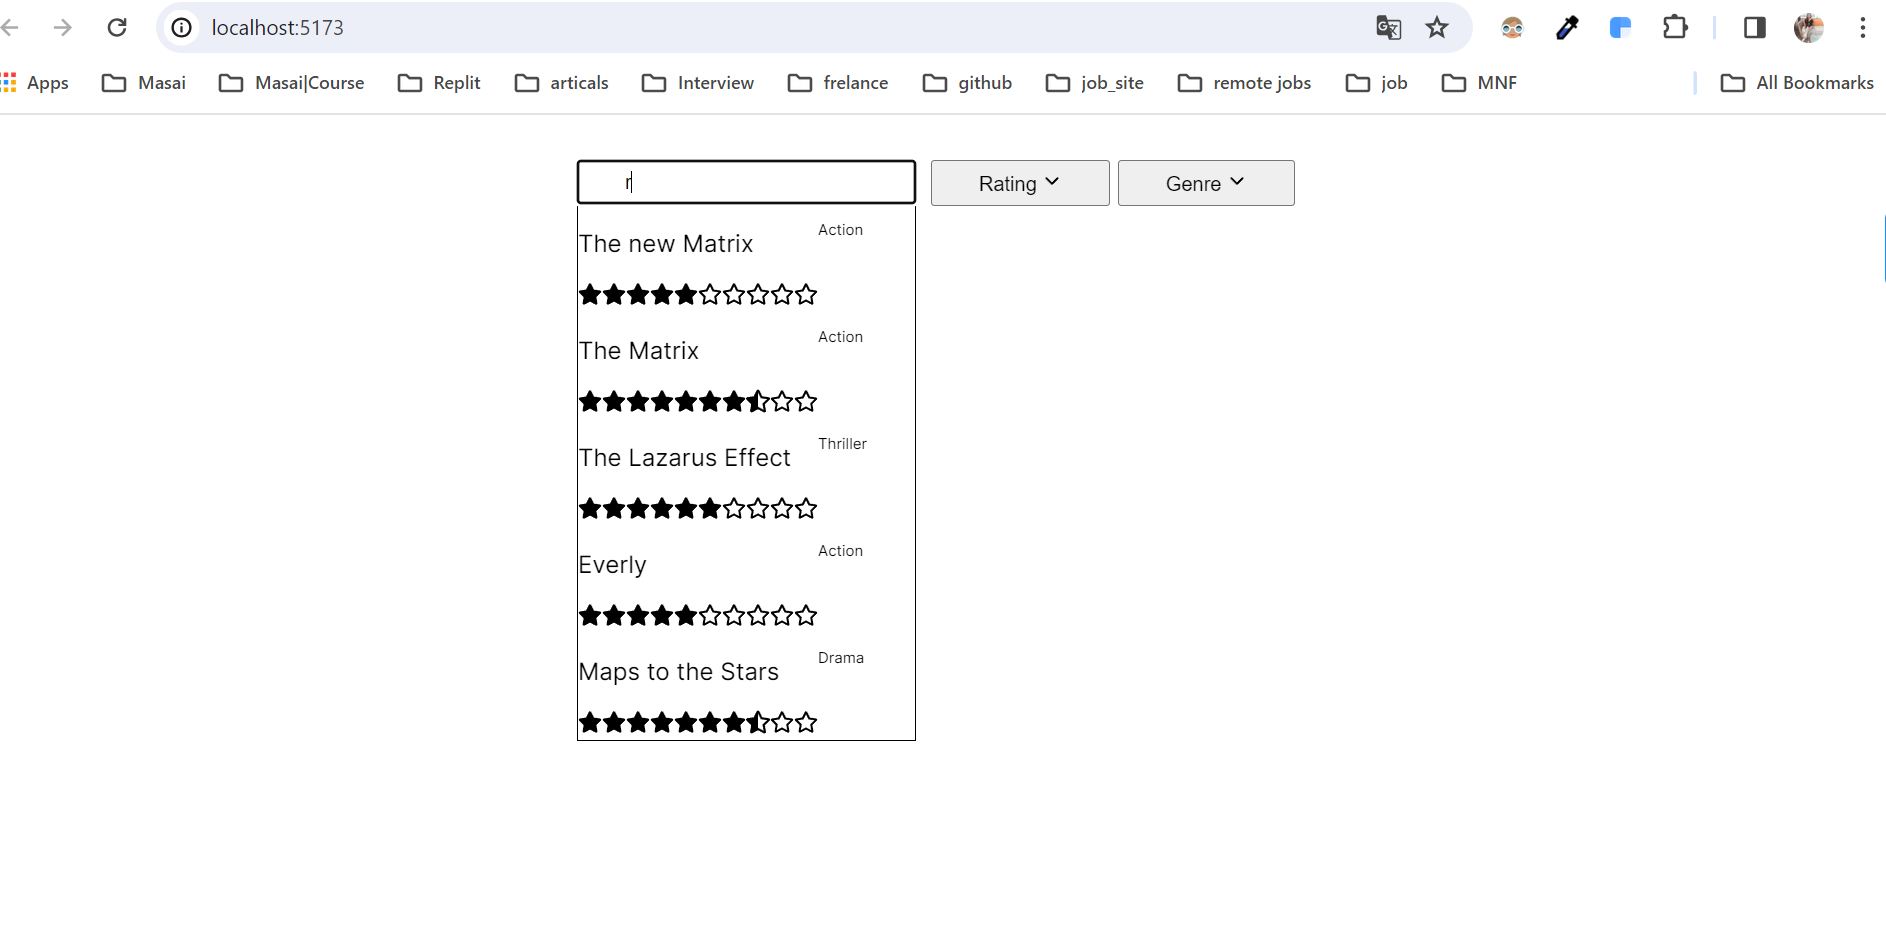 localhost:5173
Apps Masai Masai|Course Replit articals Interview frelance github job_site remote jobs job MNF All Bookmarks
r Rating Genre
The new Matrix Action
The Matrix Action
The Lazarus Effect Thriller
Everly Action
Maps to the Stars Drama